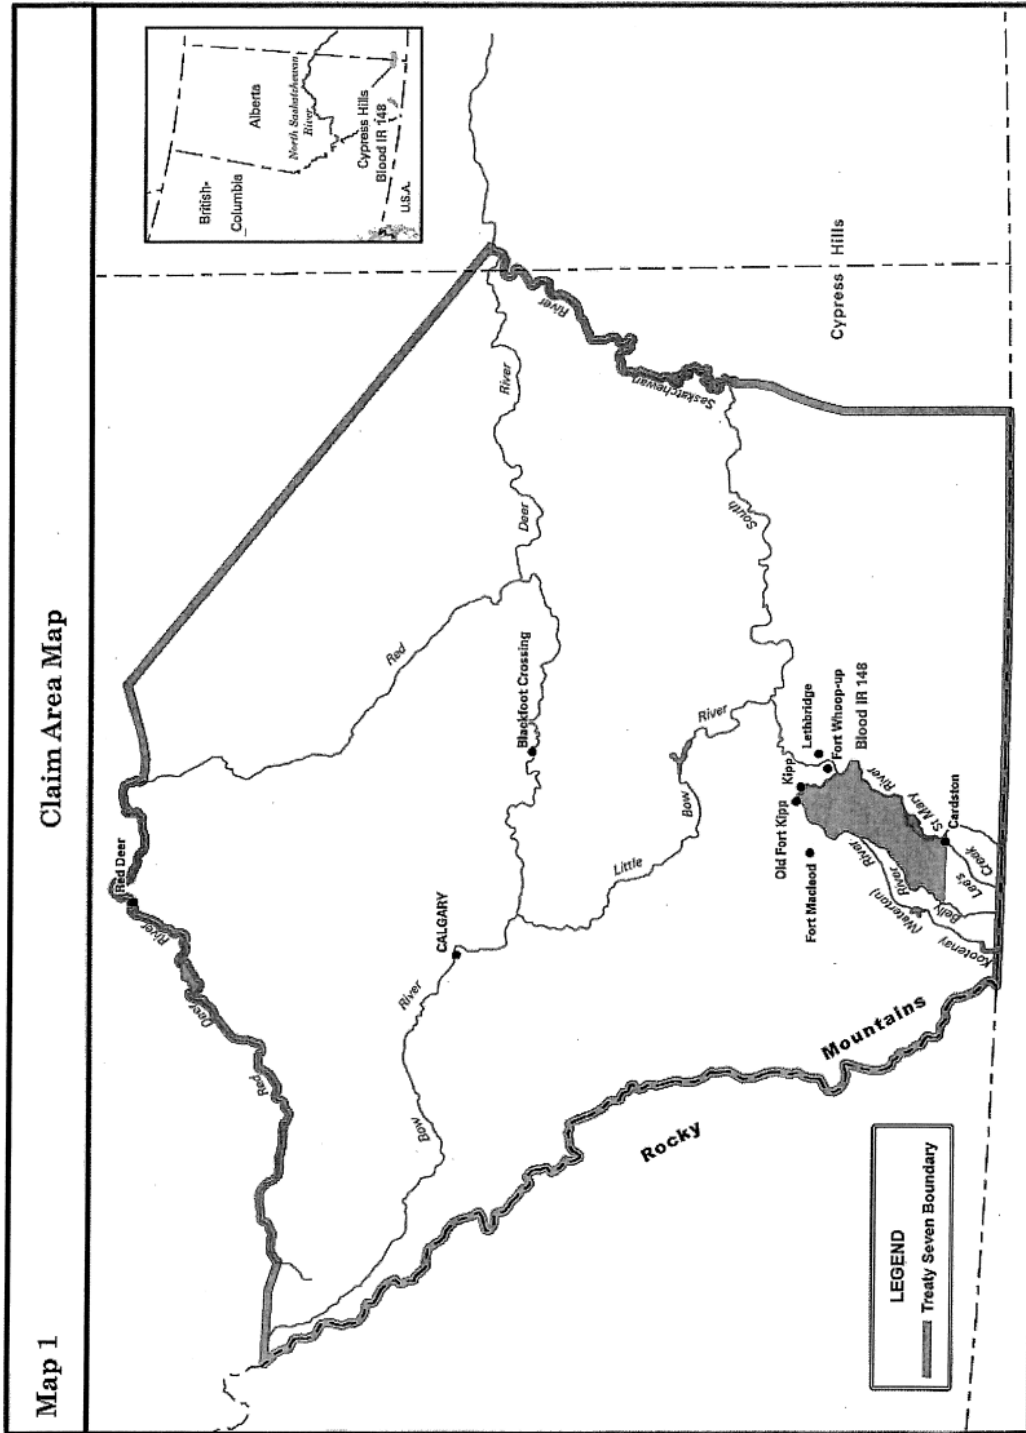 Map 1
Claim Area Map
British-
Columbia
Alberta
North Saskatchewan
River
Cypress Hills
Blood IR 148
U.S.A.
Red Deer
River
Deer
Red
Red
Deer
River
River
Saskatchewan
South
Cypress Hills
CALGARY
Blackfoot Crossing
Bow
River
Little
Bow
River
Old Fort Kipp
Kipp
Lethbridge
Fort Whoop-up
Blood IR 148
Fort Macleod
River
St Mary
Cardston
Kootenay
(Waterton)
River
Belly
River
Lee's
Creek
Rocky
Mountains
LEGEND
Treaty Seven Boundary